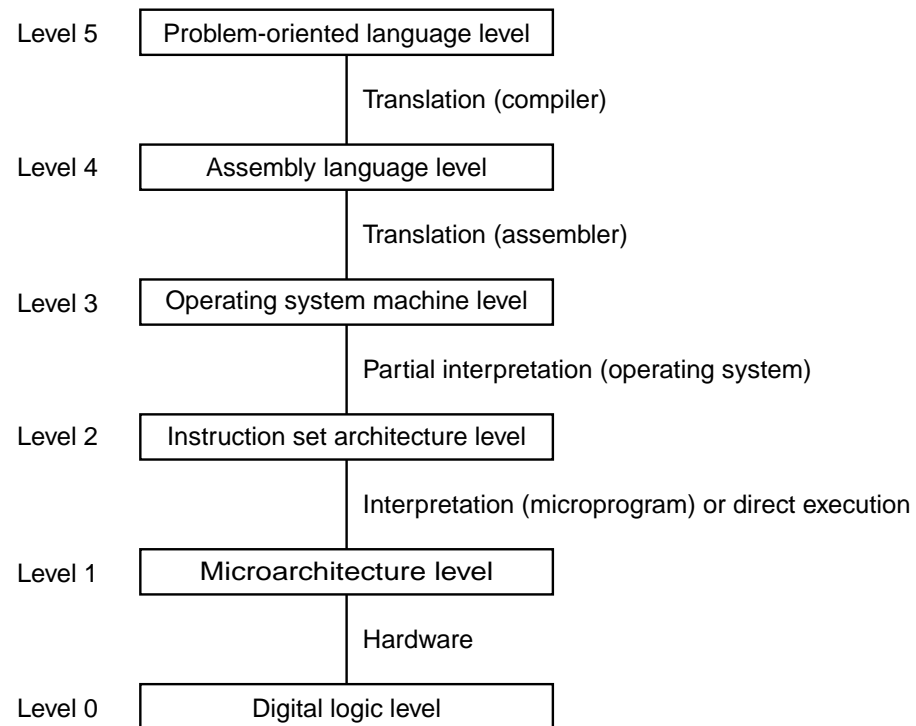 Level 5 Problem-oriented language level
Translation (compiler)
Level 4 Assembly language level
Translation (assembler)
Level 3 Operating system machine level
Partial interpretation (operating system)
Level 2 Instruction set architecture level
Interpretation (microprogram) or direct execution
Level 1 Microarchitecture level
Hardware
Level 0 Digital logic level